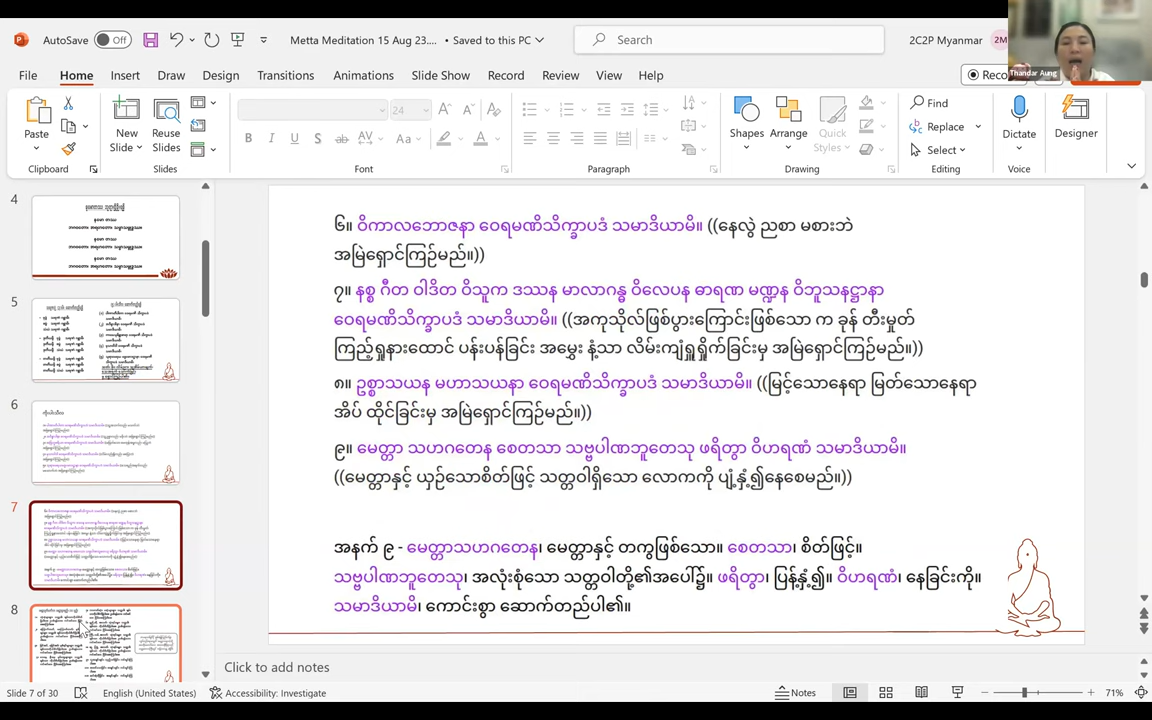 AutoSave Off Metta Meditation 15 Aug 23.... • Saved to this PC Search 2C2P Myanmar 2M
Thandar Aung
File Home Insert Draw Design Transitions Animations Slide Show Record Review View Help
24
Paste New Slide Reuse Slides Shapes Arrange Quick Styles Find Replace Select Dictate Designer
Clipboard Slides Font Paragraph Drawing Editing Voice
4
5
6
7
8
၆။ ဝိကာလဘောဇနာ ဝေရမဏိသိက္ခာပဒံ သမာဒိယာမိ။ ((နေလွဲ ညစာ မစားဘဲ
အမြဲရှောင်ကြဉ်မည်။))
၇။ နစ္စ ဂီတ ဝါဒိတ ဝိသူက ဒဿန မာလာဂန္ဓ ဝိလေပန ဓာရဏ မဏ္ဍန ဝိဘူသနဋ္ဌာနာ
ဝေရမဏိသိက္ခာပဒံ သမာဒိယာမိ။ ((အကုသိုလ်ဖြစ်ပွားကြောင်းဖြစ်သော က ခုန် တီးမှုတ်
ကြည့်ရှုနားထောင် ပန်းပန်ခြင်း အမွှေး နံ့သာ လိမ်းကျံရှူရှိုက်ခြင်းမှ အမြဲရှောင်ကြဉ်မည်။))
၈။ ဥစ္စာသယန မဟာသယနာ ဝေရမဏိသိက္ခာပဒံ သမာဒိယာမိ။ ((မြင့်သောနေရာ မြတ်သောနေရာ
အိပ် ထိုင်ခြင်းမှ အမြဲရှောင်ကြဉ်မည်။))
၉။ မေတ္တာ သဟဂတေန စေတသာ သဗ္ဗပါဏဘူတေသု ဖရိတွာ ဝိဟရဏံ သမာဒိယာမိ။
((မေတ္တာနှင့် ယှဉ်သောစိတ်ဖြင့် သတ္တဝါရှိသော လောကကို ပျံ့နှံ့၍နေစေမည်။))
အနက် ၉ - မေတ္တာသဟဂတေန၊ မေတ္တာနှင့် တကွဖြစ်သော။ စေတသာ၊ စိတ်ဖြင့်။
သဗ္ဗပါဏဘူတေသု၊ အလုံးစုံသော သတ္တဝါတို့၏အပေါ်၌။ ဖရိတွာ၊ ပြန့်နှံ့၍။ ဝိဟရဏံ၊ နေခြင်းကို။
သမာဒိယာမိ၊ ကောင်းစွာ ဆောက်တည်ပါ၏။
Click to add notes
Slide 7 of 30 English (United States) Accessibility: Investigate Notes 71%